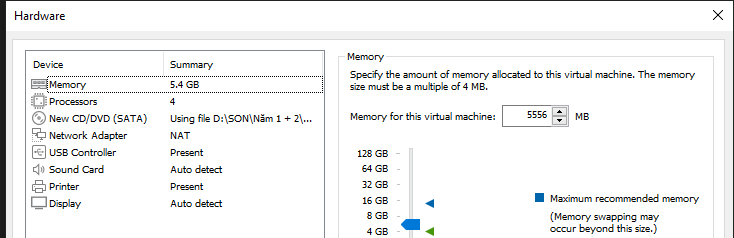 Hardware
Device Summary
Memory 5.4 GB
Processors 4
New CD/DVD (SATA) Using file D:\SON\Năm 1 + 2\...
Network Adapter NAT
USB Controller Present
Sound Card Auto detect
Printer Present
Display Auto detect
Memory
Specify the amount of memory allocated to this virtual machine. The memory
size must be a multiple of 4 MB.
Memory for this virtual machine: 5556 MB
128 GB
64 GB
32 GB
16 GB
8 GB
4 GB
Maximum recommended memory
(Memory swapping may
occur beyond this size.)